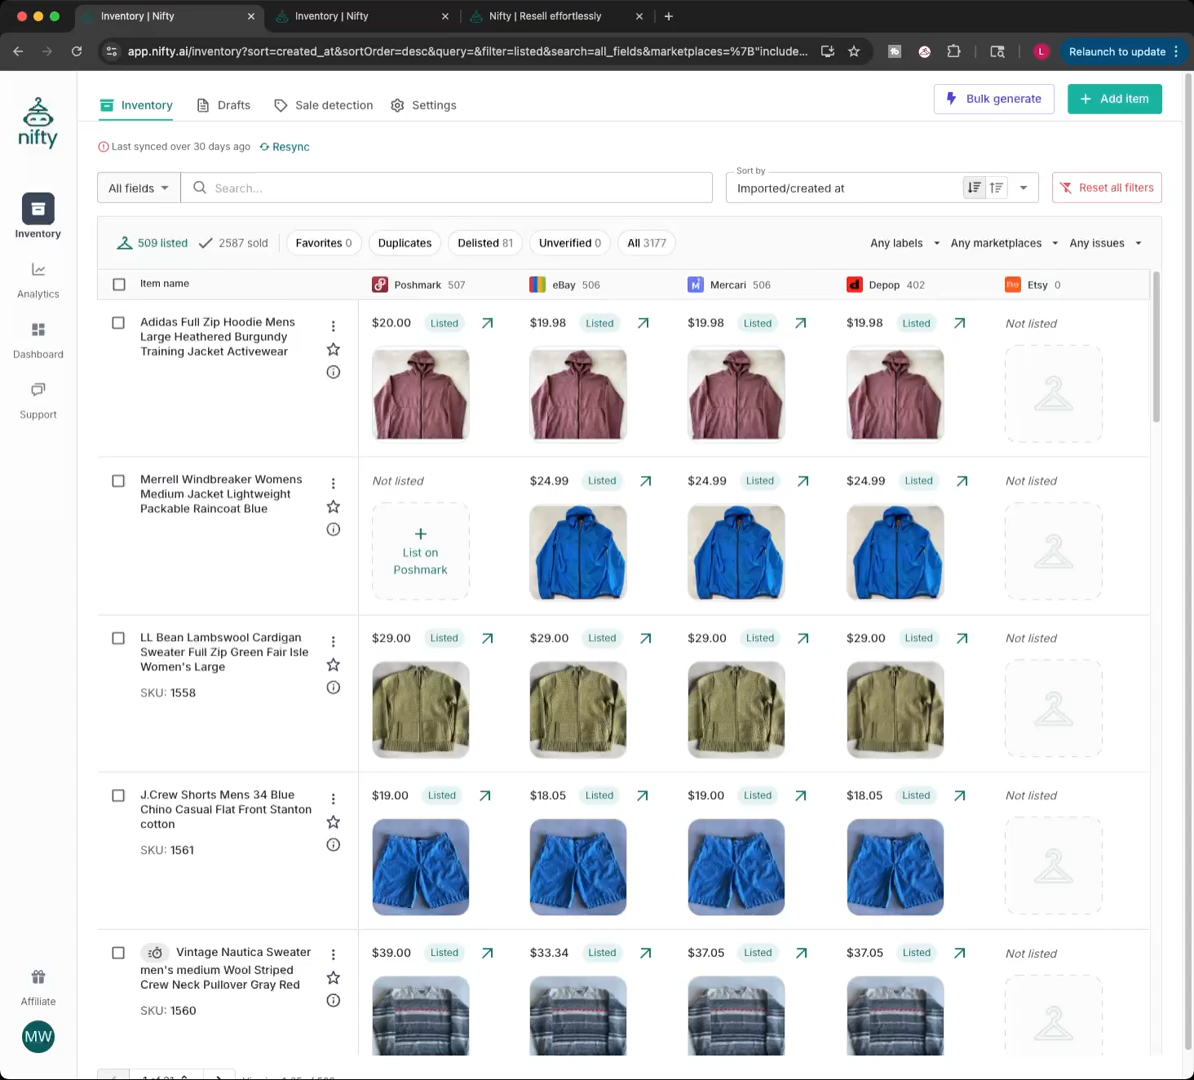 Inventory | Nifty
Inventory | Nifty
Nifty | Resell effortlessly
app.nifty.ai/inventory?sort=created_at&sortOrder=desc&query=&filter=listed&search=all_fields&marketplaces=%7B"include...
L
Relaunch to update
nifty
Inventory
Analytics
Dashboard
Support
Affiliate
MW
Inventory
Drafts
Sale detection
Settings
Bulk generate
Add item
Last synced over 30 days ago
Resync
All fields
Search...
Sort by
Imported/created at
Reset all filters
509 listed
2587 sold
Favorites 0
Duplicates
Delisted 81
Unverified 0
All 3177
Any labels
Any marketplaces
Any issues
Item name
Poshmark 507
eBay 506
Mercari 506
Depop 402
Etsy 0
Adidas Full Zip Hoodie Mens
Large Heathered Burgundy
Training Jacket Activewear
$20.00 Listed
$19.98 Listed
$19.98 Listed
$19.98 Listed
Not listed
Merrell Windbreaker Womens
Medium Jacket Lightweight
Packable Raincoat Blue
Not listed
List on
Poshmark
$24.99 Listed
$24.99 Listed
$24.99 Listed
Not listed
LL Bean Lambswool Cardigan
Sweater Full Zip Green Fair Isle
Women's Large
SKU: 1558
$29.00 Listed
$29.00 Listed
$29.00 Listed
$29.00 Listed
Not listed
J.Crew Shorts Mens 34 Blue
Chino Casual Flat Front Stanton
cotton
SKU: 1561
$19.00 Listed
$18.05 Listed
$19.00 Listed
$18.05 Listed
Not listed
Vintage Nautica Sweater
men's medium Wool Striped
Crew Neck Pullover Gray Red
SKU: 1560
$39.00 Listed
$33.34 Listed
$37.05 Listed
$37.05 Listed
Not listed